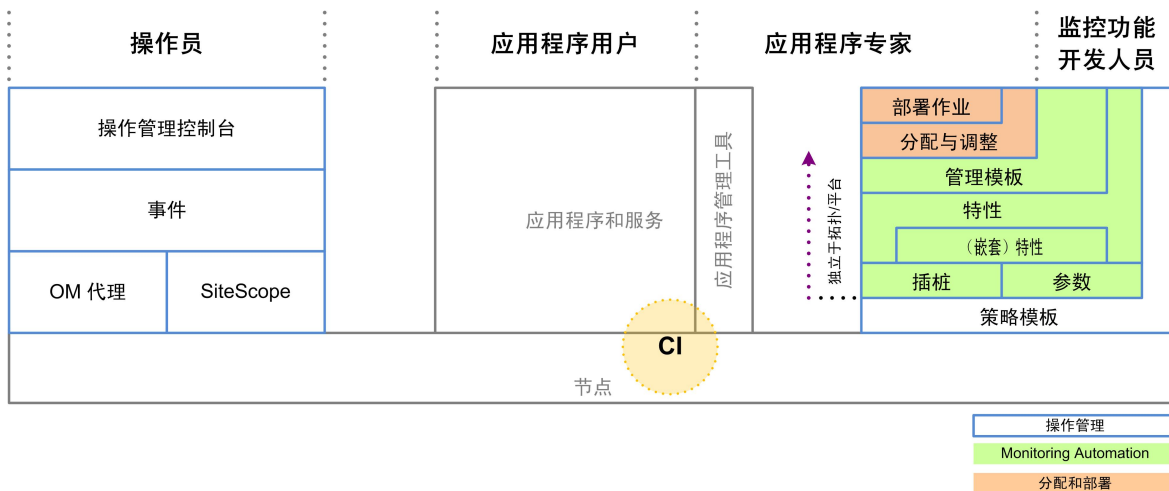 操作员
应用程序用户
应用程序专家
监控功能
开发人员
操作管理控制台
事件
OM 代理
SiteScope
应用程序和服务
应用程序管理工具
独立于拓扑/平台
部署作业
分配与调整
管理模板
特性
（嵌套）特性
插桩
参数
策略模板
CI
节点
操作管理
Monitoring Automation
分配和部署